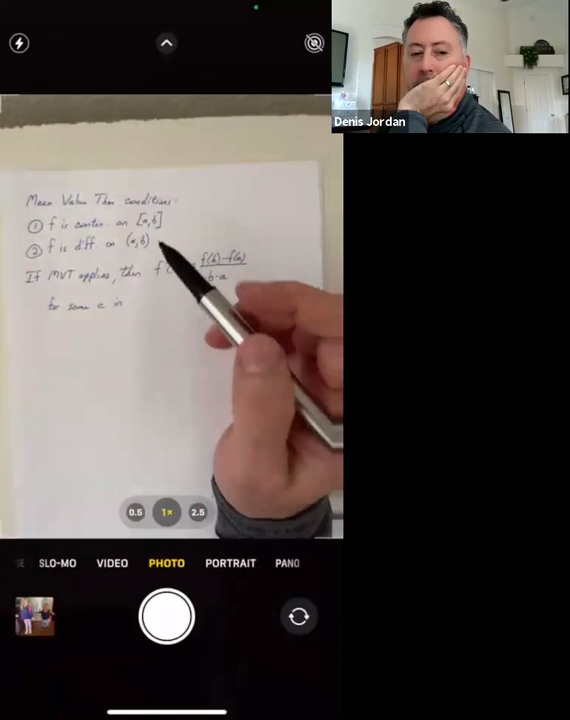 Denis Jordan
Mean Value Thm conditions:
① f is contin. on [a,b]
② f is diff. on (a,b)
If MVT applies, then f'( f(b)-f(a)
b-a
for some c in
0.5 1× 2.5
SLO-MO VIDEO PHOTO PORTRAIT PANO